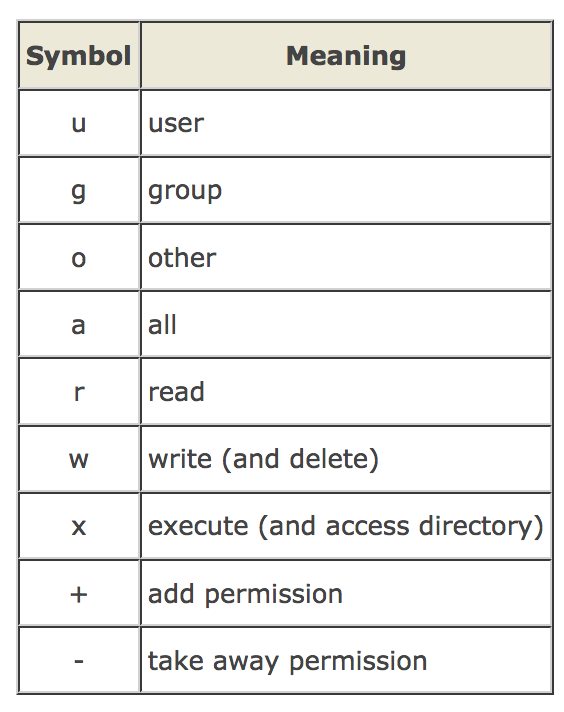 Symbol Meaning
u user
g group
o other
a all
r read
w write (and delete)
x execute (and access directory)
+ add permission
- take away permission